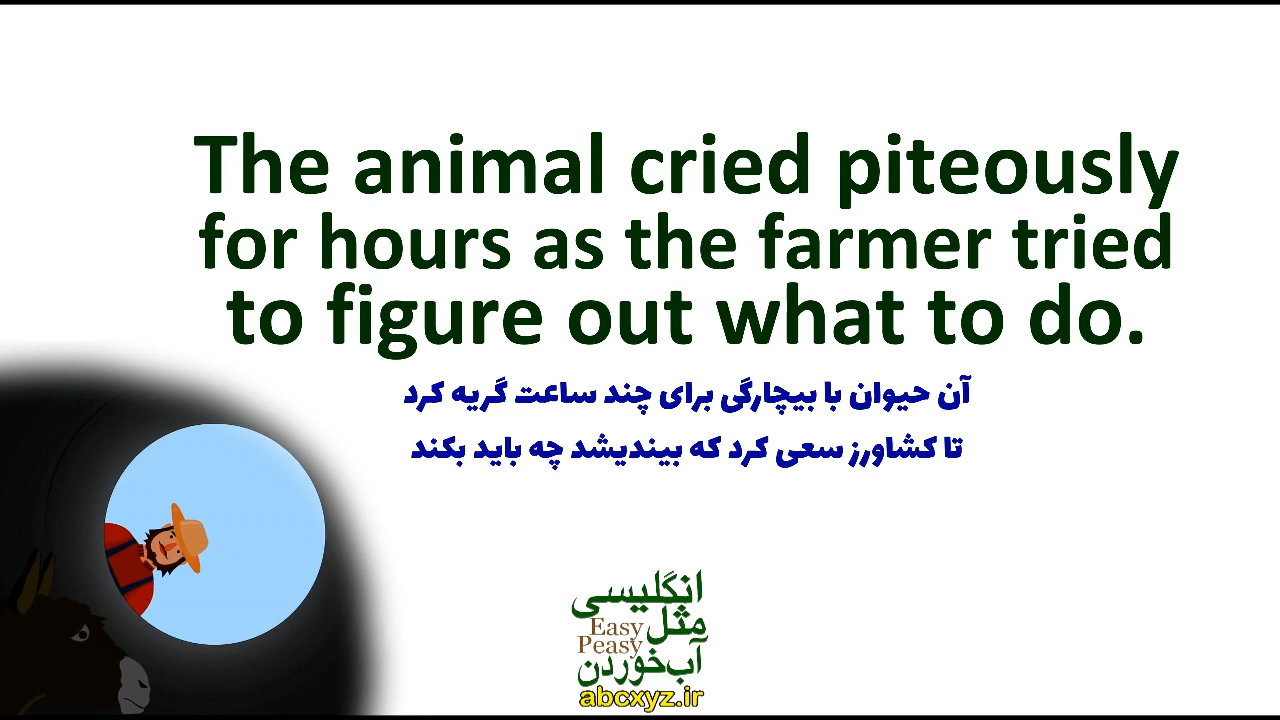 The animal cried piteously
for hours as the farmer tried
to figure out what to do.
آن حیوان با بیچارگی برای چند ساعت گریه کرد
تا کشاورز سعی کرد که بیندیشد چه باید بکند
انگلیسی
مثل
Easy
Peasy
آب‌خوردن
abcxyz.ir